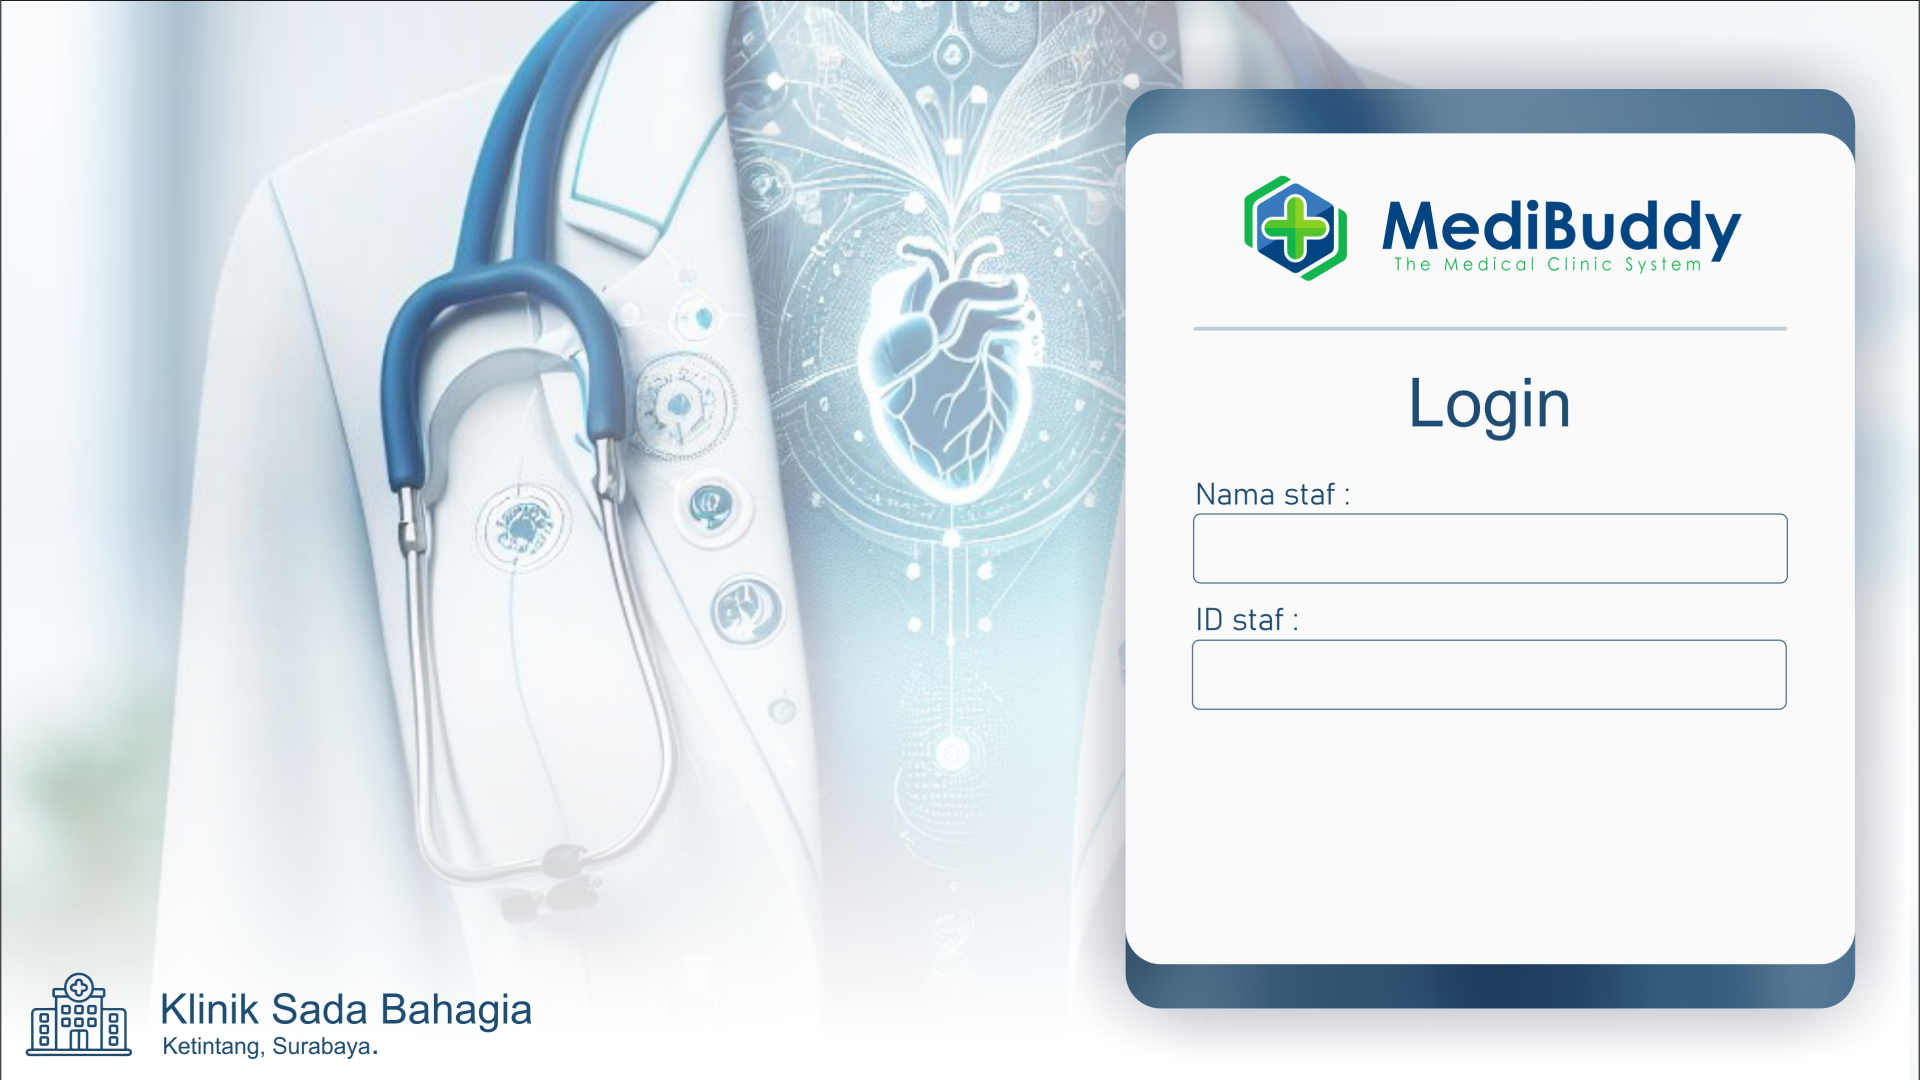 MediBuddy
The Medical Clinic System
Login
Nama staf :
ID staf :
Klinik Sada Bahagia
Ketintang, Surabaya.